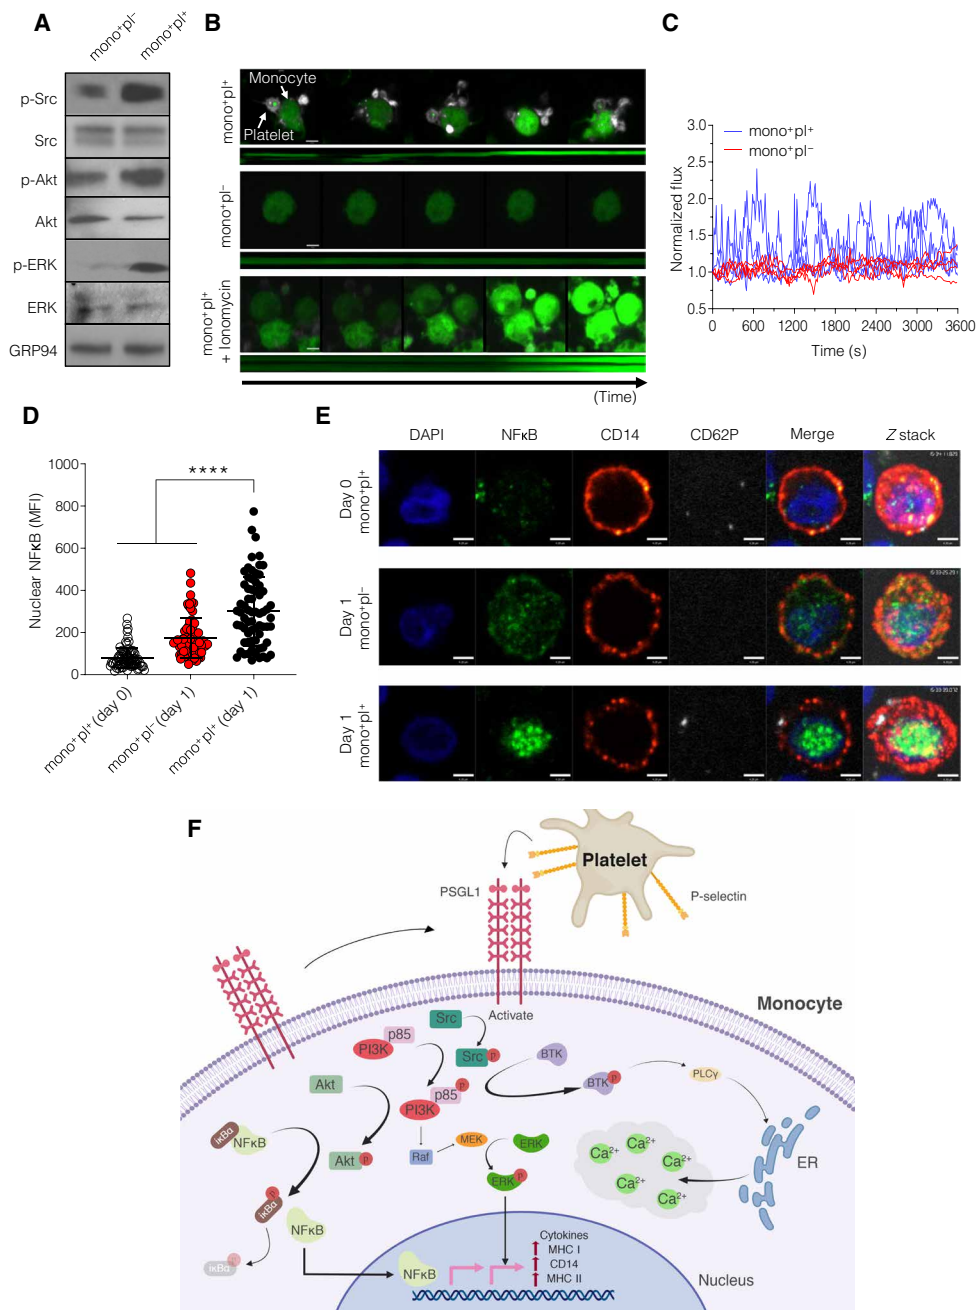 A
mono⁺pl⁻
mono⁺pl⁺
p-Src
Src
p-Akt
Akt
p-ERK
ERK
GRP94
B
mono⁺pl⁺
Monocyte
Platelet
mono⁺pl⁻
mono⁺pl⁺
+ Ionomycin
(Time)
C
Normalized flux
3.0
2.5
2.0
1.5
1.0
0.5
mono⁺pl⁺
mono⁺pl⁻
0 600 1200 1800 2400 3000 3600
Time (s)
D
Nuclear NFκB (MFI)
1000
800
600
400
200
0
****
mono⁺pl⁺ (day 0)
mono⁺pl⁻ (day 1)
mono⁺pl⁺ (day 1)
E
DAPI NFκB CD14 CD62P Merge Z stack
Day 0
mono⁺pl⁺
Day 1
mono⁺pl⁻
Day 1
mono⁺pl⁺
F
Platelet
P-selectin
PSGL1
Monocyte
Activate
Src
p85
PI3K
Src P
BTK
BTK P
PLCγ
Akt
p85 P
PI3K
Raf
MEK
ERK
ERK P
Akt P
iκBα
NFκB
P
iκBα
NFκB
iκBα P
Ca²⁺
Ca²⁺
Ca²⁺
Ca²⁺
Ca²⁺
Ca²⁺
ER
NFκB
Cytokines
MHC I
CD14
MHC II
Nucleus